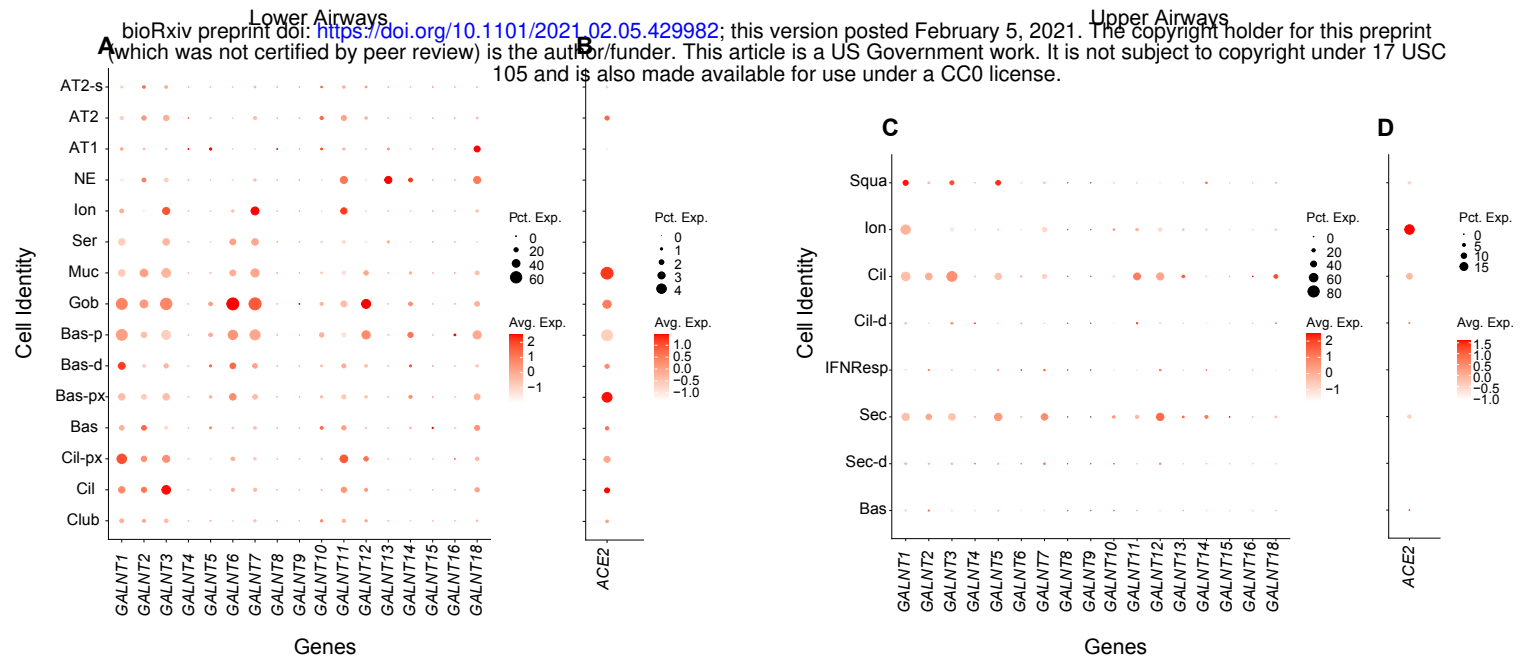 Lower Airways
Upper Airways
bioRxiv preprint doi: https://doi.org/10.1101/2021.02.05.429982; this version posted February 5, 2021. The copyright holder for this preprint
(which was not certified by peer review) is the author/funder. This article is a US Government work. It is not subject to copyright under 17 USC
105 and is also made available for use under a CC0 license.
A
B
C
D
Cell Identity
AT2-s
AT2
AT1
NE
Ion
Ser
Muc
Gob
Bas-p
Bas-d
Bas-px
Bas
Cil-px
Cil
Club
GALNT1
GALNT2
GALNT3
GALNT4
GALNT5
GALNT6
GALNT7
GALNT8
GALNT9
GALNT10
GALNT11
GALNT12
GALNT13
GALNT14
GALNT15
GALNT16
GALNT18
Genes
Pct. Exp.
0
20
40
60
Avg. Exp.
2
1
0
−1
ACE2
Pct. Exp.
0
1
2
3
4
Avg. Exp.
1.0
0.5
0.0
−0.5
−1.0
Cell Identity
Squa
Ion
Cil
Cil-d
IFNResp
Sec
Sec-d
Bas
GALNT1
GALNT2
GALNT3
GALNT4
GALNT5
GALNT6
GALNT7
GALNT8
GALNT9
GALNT10
GALNT11
GALNT12
GALNT13
GALNT14
GALNT15
GALNT16
GALNT18
Genes
Pct. Exp.
0
20
40
60
80
Avg. Exp.
2
1
0
−1
ACE2
Pct. Exp.
0
5
10
15
Avg. Exp.
1.5
1.0
0.5
0.0
−0.5
−1.0